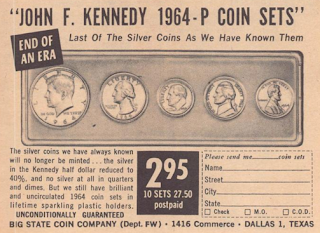 "JOHN F. KENNEDY 1964-P COIN SETS"
END OF
AN ERA
Last Of The Silver Coins As We Have Known Them
The silver coins we have always known
will no longer be minted... the silver
in the Kennedy half dollar reduced to
40%, and no silver at all in quarters
and dimes. But we still have brilliant
and uncirculated 1964 coin sets in
lifetime sparkling plastic holders.
UNCONDITIONALLY GUARANTEED
2.95
10 SETS 27.50
postpaid
Please send me..........coin sets
Name
Street
City
State
Check M.O. C.O.D.
BIG STATE COIN COMPANY (Dept. FW) • 1416 Commerce • DALLAS 1, TEXAS